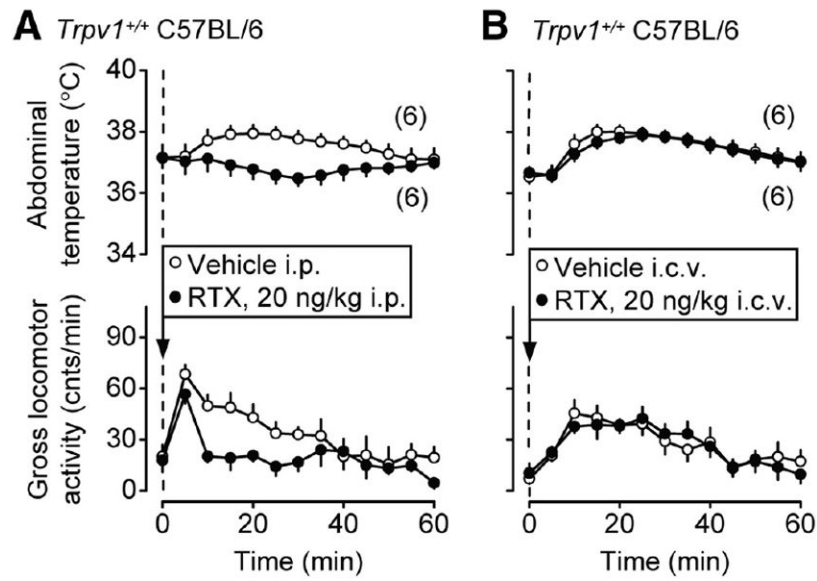 A Trpv1+/+ C57BL/6
Abdominal
temperature (°C)
40
38
36
34
(6)
(6)
Vehicle i.p.
RTX, 20 ng/kg i.p.
Gross locomotor
activity (cnts/min)
90
60
30
0
0 20 40 60
Time (min)
B Trpv1+/+ C57BL/6
(6)
(6)
Vehicle i.c.v.
RTX, 20 ng/kg i.c.v.
0 20 40 60
Time (min)